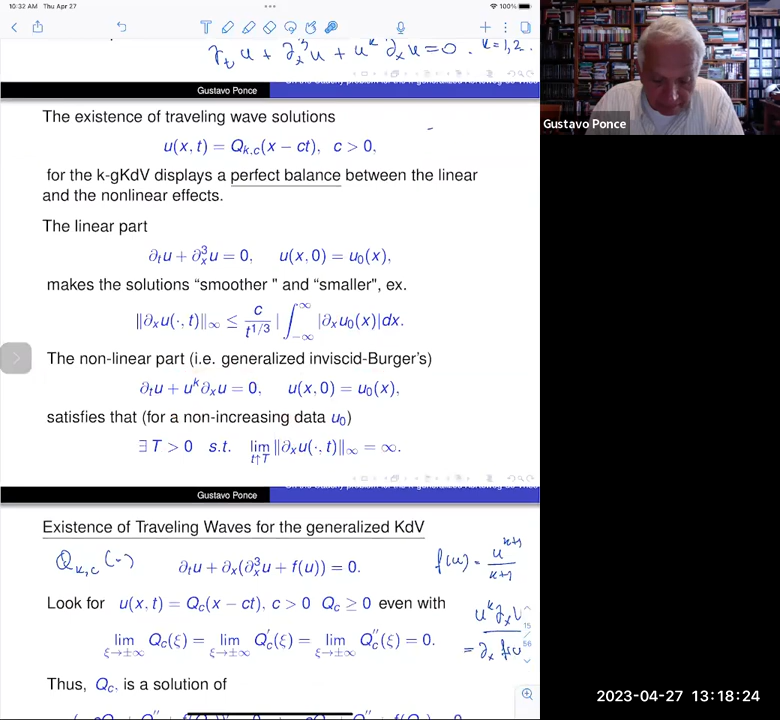 10:32 AM Thu Apr 27
100%
∂ₜu + ∂ₓ³u + uᵏ ∂ₓu = 0. k=1,2..
Gustavo Ponce
The existence of traveling wave solutions
u(x, t) = Q_{k,c}(x − ct), c > 0,
for the k-gKdV displays a perfect balance between the linear
and the nonlinear effects.
The linear part
∂ₜu + ∂ₓ³u = 0, u(x, 0) = u₀(x),
makes the solutions “smoother " and “smaller", ex.
‖∂ₓu(·, t)‖_∞ ≤ c/t^{1/3} | ∫_{−∞}^{∞} |∂ₓu₀(x)|dx.
The non-linear part (i.e. generalized inviscid-Burger's)
∂ₜu + uᵏ∂ₓu = 0, u(x, 0) = u₀(x),
satisfies that (for a non-increasing data u₀)
∃ T > 0 s.t. lim_{t↑T} ‖∂ₓu(·, t)‖_∞ = ∞.
Gustavo Ponce
Existence of Traveling Waves for the generalized KdV
Q_{k,c}(·)
∂ₜu + ∂ₓ(∂ₓ³u + f(u)) = 0.
f(u) = u^{k+1}/k+1
Look for u(x, t) = Q_c(x − ct), c > 0 Q_c ≥ 0 even with
uᵏ∂ₓu
= ∂ₓ f(u
lim_{ξ→±∞} Q_c(ξ) = lim_{ξ→±∞} Q_c'(ξ) = lim_{ξ→±∞} Q_c''(ξ) = 0.
15
/
56
Thus, Q_c, is a solution of
Gustavo Ponce
2023-04-27 13:18:24